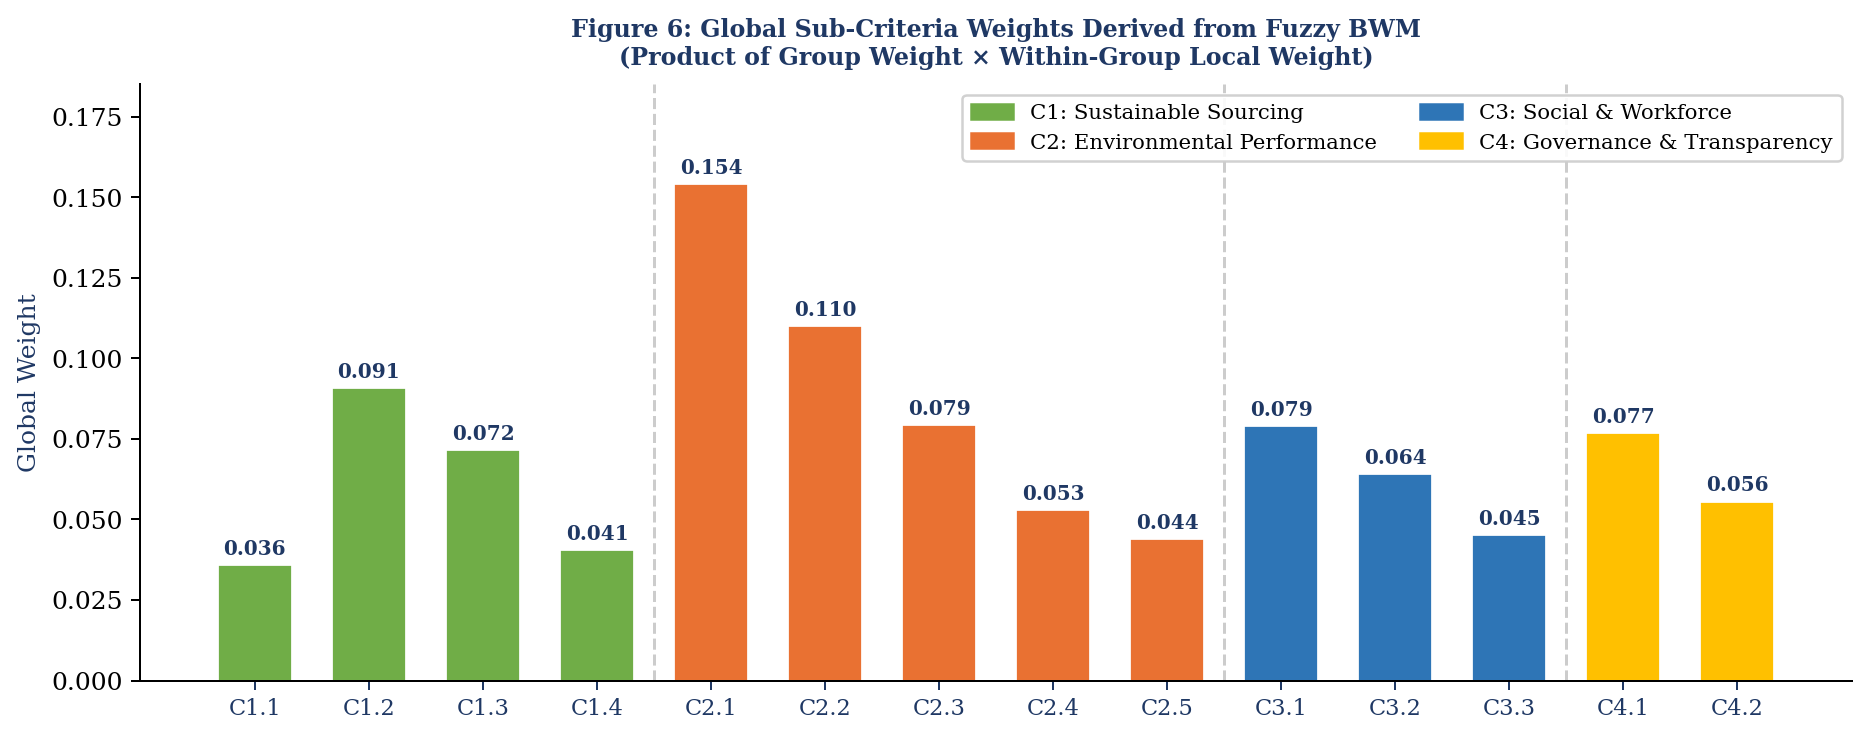 Figure 6: Global Sub-Criteria Weights Derived from Fuzzy BWM
(Product of Group Weight × Within-Group Local Weight)
C1: Sustainable Sourcing
C2: Environmental Performance
C3: Social & Workforce
C4: Governance & Transparency
Global Weight
0.175
0.150
0.125
0.100
0.075
0.050
0.025
0.000
0.036
0.091
0.072
0.041
0.154
0.110
0.079
0.053
0.044
0.079
0.064
0.045
0.077
0.056
C1.1 C1.2 C1.3 C1.4 C2.1 C2.2 C2.3 C2.4 C2.5 C3.1 C3.2 C3.3 C4.1 C4.2